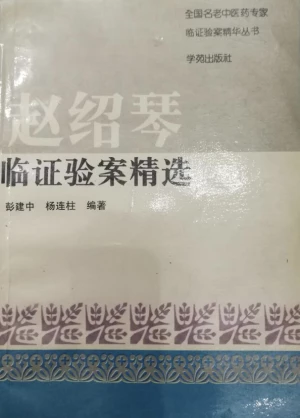 全国名老中医药专家
临证验案精华丛书
学苑出版社
赵绍琴
临证验案精选
彭建中 杨连柱 编著